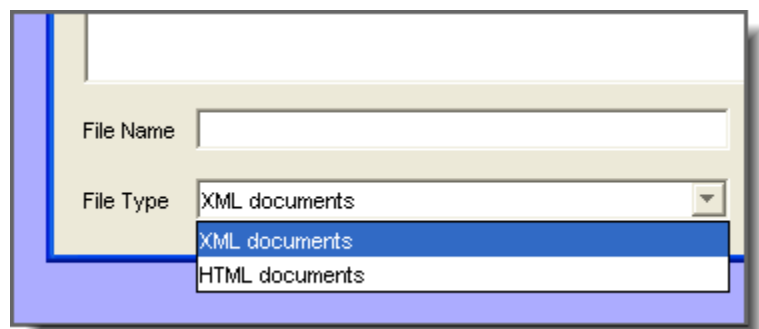 File Name
File Type XML documents
XML documents
HTML documents